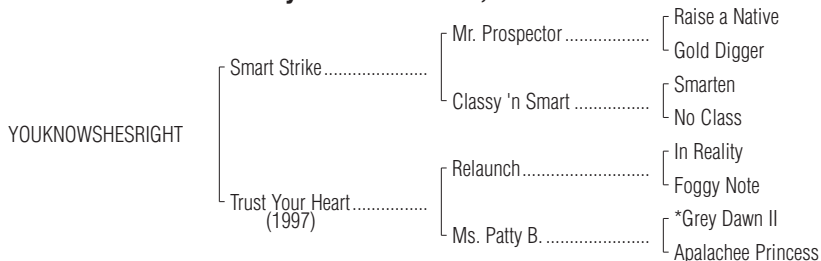 Raise a Native
Mr. Prospector
Gold Digger
Smart Strike
Smarten
Classy 'n Smart
No Class
YOUKNOWSHESRIGHT
In Reality
Relaunch
Foggy Note
Trust Your Heart
(1997)
*Grey Dawn II
Ms. Patty B.
Apalachee Princess